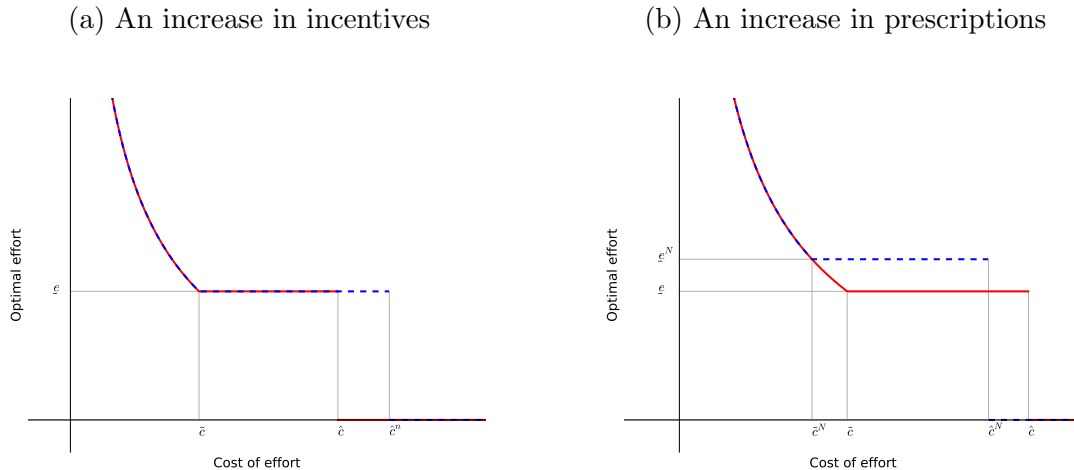 (a) An increase in incentives
(b) An increase in prescriptions
Optimal effort
e̲
c̃
ĉ
ĉⁿ
Cost of effort
Optimal effort
e̲ᴺ
e̲
c̃ᴺ
c̃
ĉᴺ
ĉ
Cost of effort